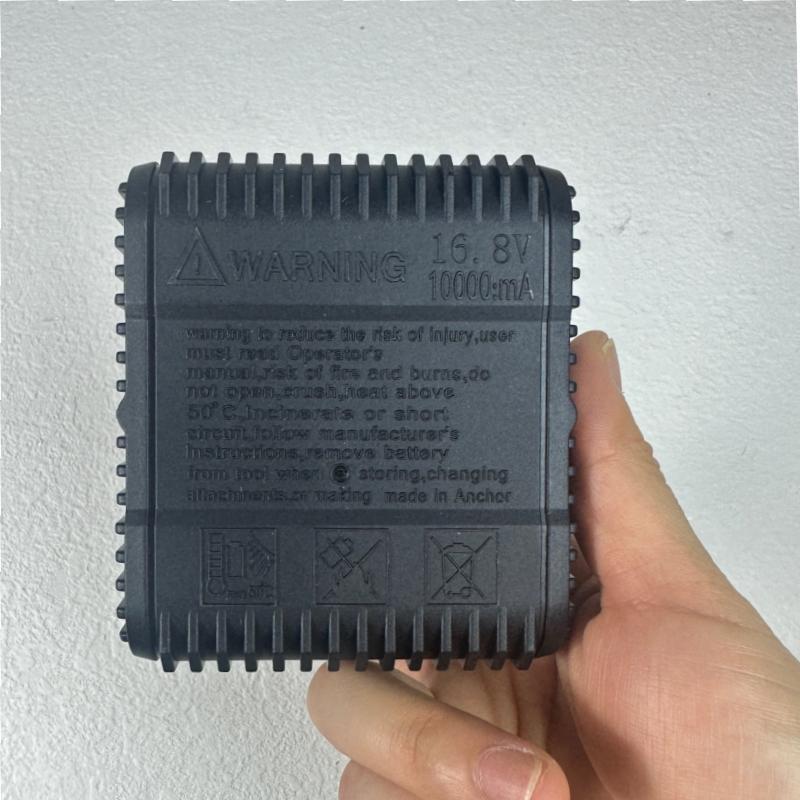 WARNING
16.8V
10000:mA
warning to reduce the risk of injury,user
must read Operator's
manual,risk of fire and burns,do
not open,crush,heat above
50°C,Incinerate or short
circuit,follow manufacturer's
instructions,remove battery
from tool when storing,changing
attachments,or making made in Anchor